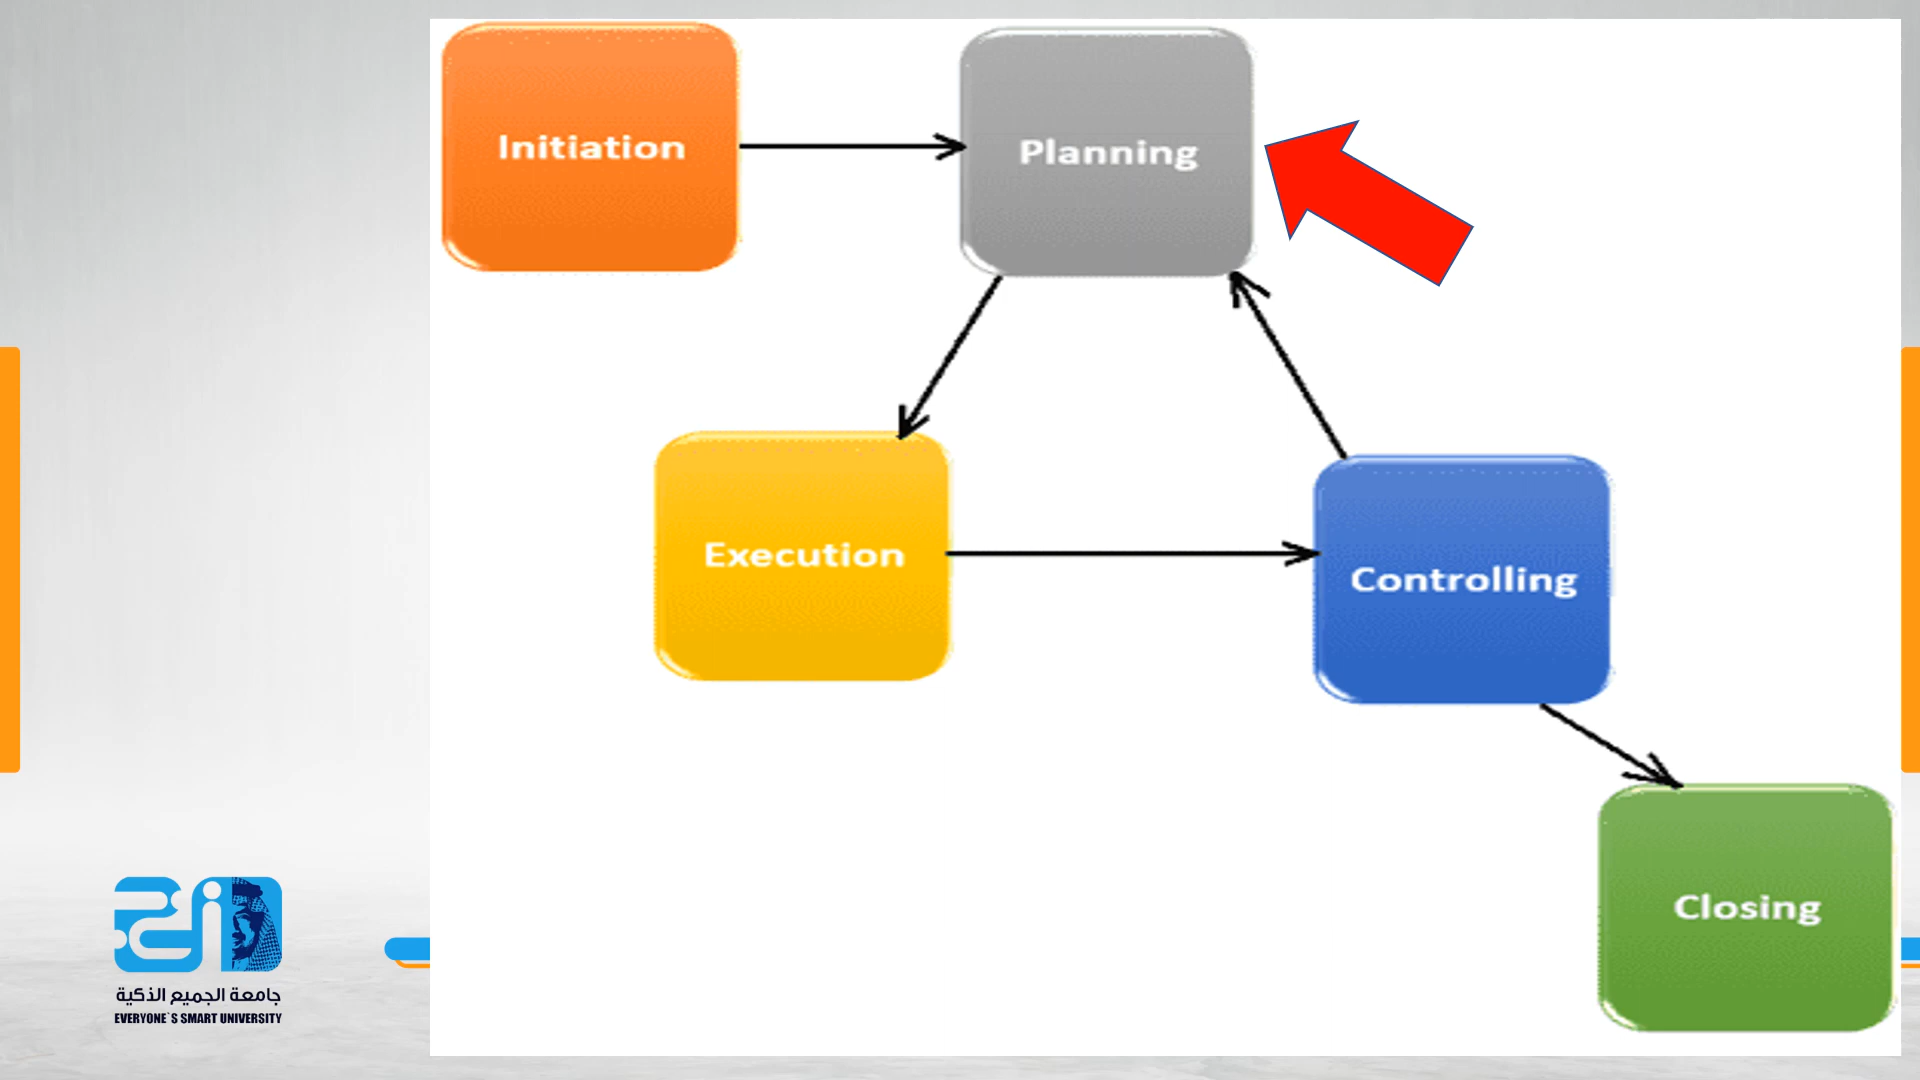 Initiation
Planning
Execution
Controlling
Closing
جامعة الجميع الذكية
EVERYONE`S SMART UNIVERSITY